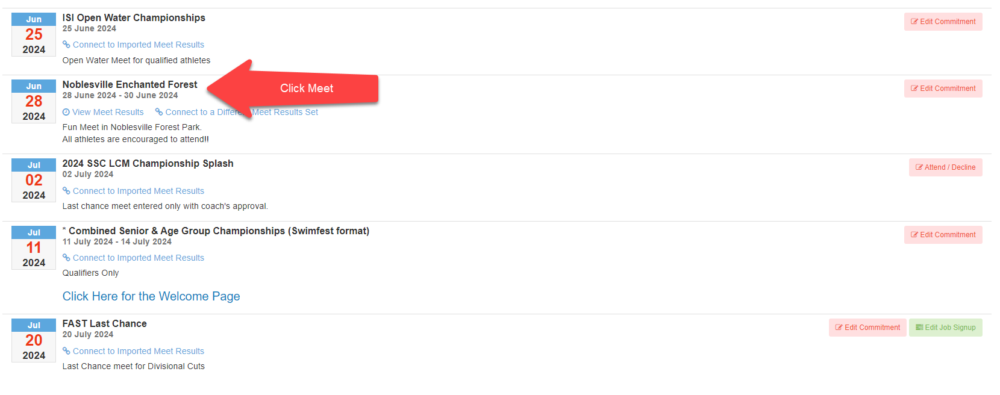 Jun
25
2024
ISI Open Water Championships
25 June 2024
Connect to Imported Meet Results
Open Water Meet for qualified athletes
Edit Commitment
Jun
28
2024
Noblesville Enchanted Forest
28 June 2024 - 30 June 2024
View Meet Results Connect to a Differe Meet Results Set
Fun Meet in Noblesville Forest Park.
All athletes are encouraged to attend!!
Click Meet
Edit Commitment
Jul
02
2024
2024 SSC LCM Championship Splash
02 July 2024
Connect to Imported Meet Results
Last chance meet entered only with coach's approval.
Attend / Decline
Jul
11
2024
* Combined Senior & Age Group Championships (Swimfest format)
11 July 2024 - 14 July 2024
Connect to Imported Meet Results
Qualifiers Only
Click Here for the Welcome Page
Edit Commitment
Jul
20
2024
FAST Last Chance
20 July 2024
Connect to Imported Meet Results
Last Chance meet for Divisional Cuts
Edit Commitment
Edit Job Signup